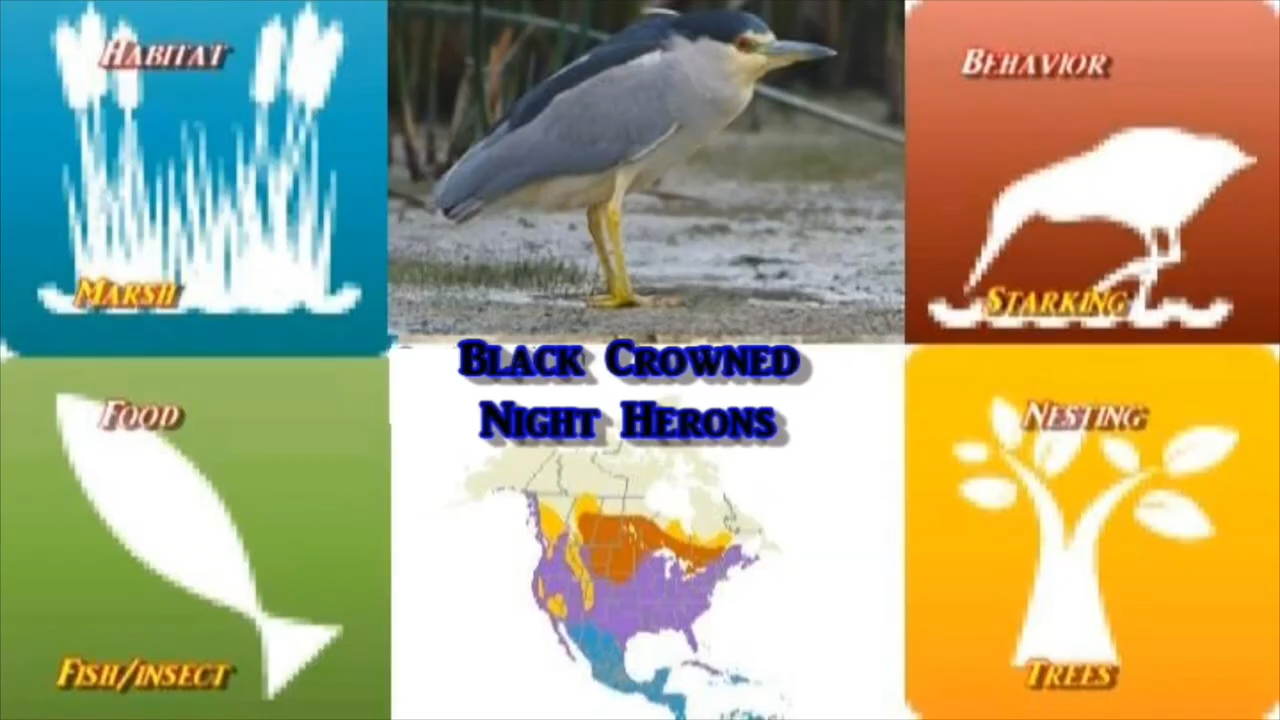 Habitat
Marsh
Behavior
Starking
Black Crowned
Night Herons
Food
Fish/insect
Nesting
Trees